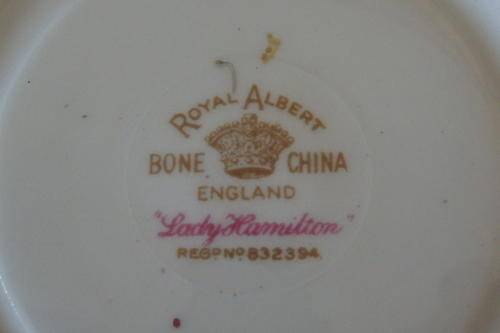 ROYAL ALBERT
BONE CHINA
ENGLAND
"Lady Hamilton"
REGD NO 832394.